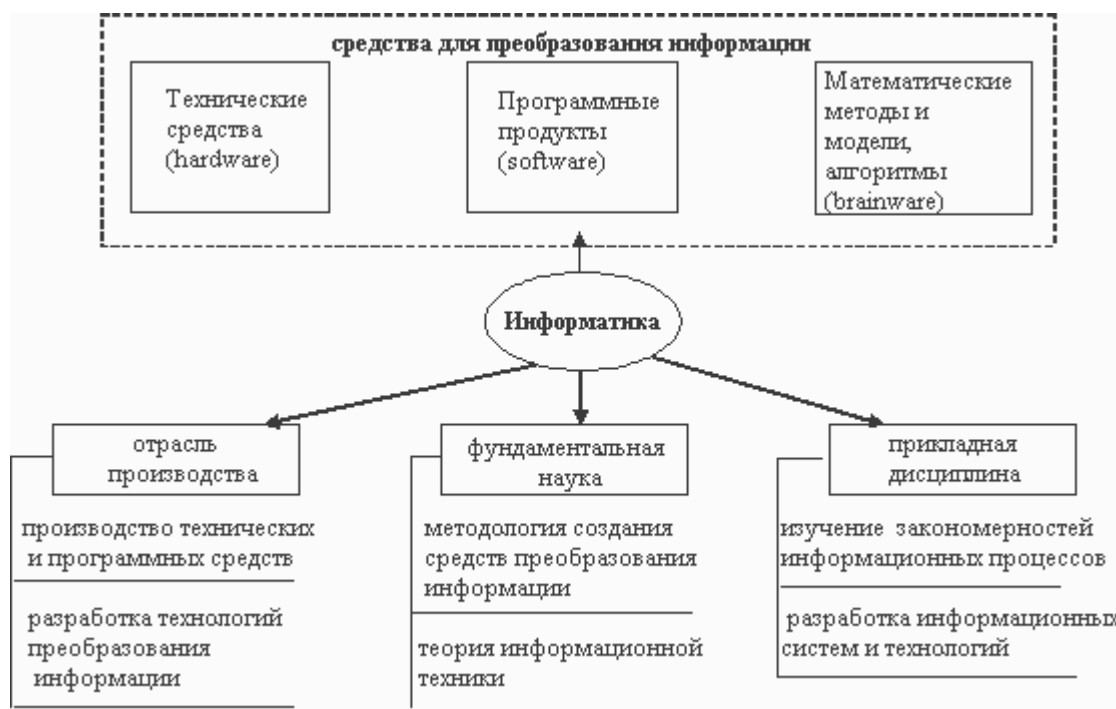 средства для преобразования информации
Технические
средства
(hardware)
Программные
продукты
(software)
Математические
методы и
модели,
алгоритмы
(brainware)
Информатика
отрасль
производства
фундаментальная
наука
прикладная
дисциплина
производство технических
и программных средств
разработка технологий
преобразования
информации
методология создания
средств преобразования
информации
теория информационной
техники
изучение закономерностей
информационных процессов
разработка информационных
систем и технологий